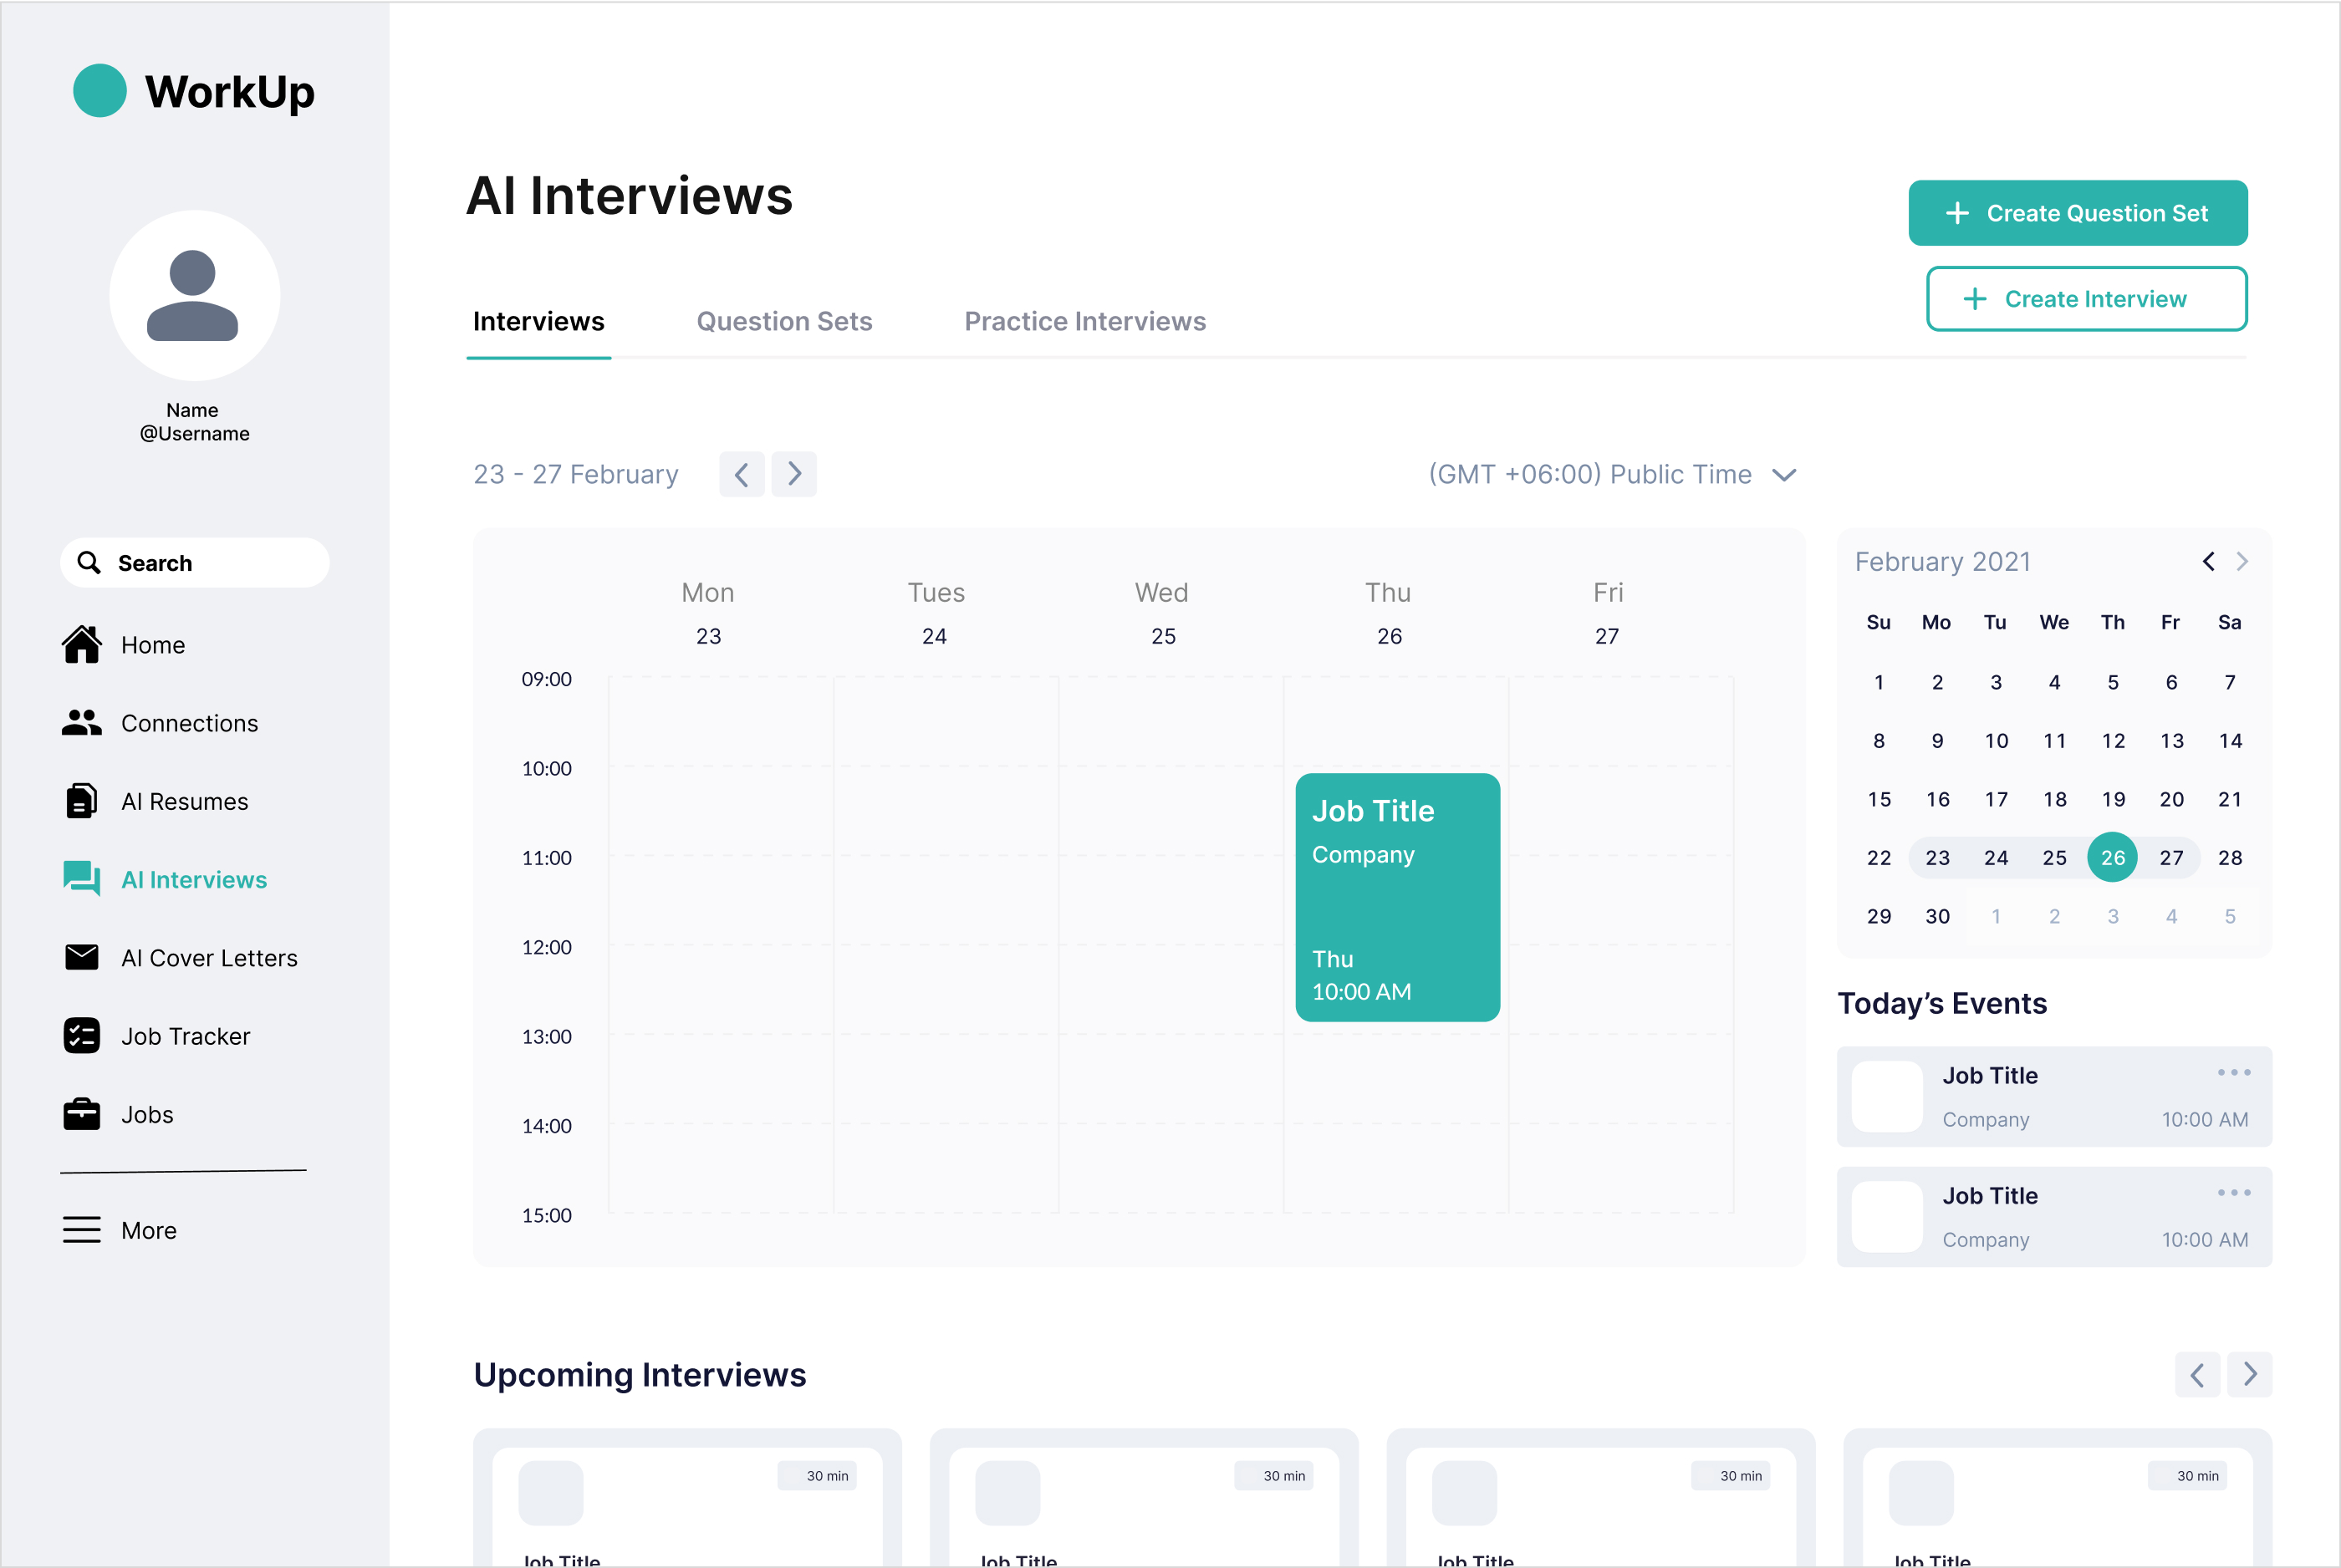 WorkUp
Name
@Username
Search
Home
Connections
AI Resumes
AI Interviews
AI Cover Letters
Job Tracker
Jobs
More
AI Interviews
Create Question Set
Create Interview
Interviews Question Sets Practice Interviews
23 - 27 February
(GMT +06:00) Public Time
Mon Tues Wed Thu Fri
23 24 25 26 27
09:00
10:00
11:00
12:00
13:00
14:00
15:00
Job Title
Company
Thu
10:00 AM
February 2021
Su Mo Tu We Th Fr Sa
1 2 3 4 5 6 7
8 9 10 11 12 13 14
15 16 17 18 19 20 21
22 23 24 25 26 27 28
29 30 1 2 3 4 5
Today’s Events
Job Title
Company 10:00 AM
Job Title
Company 10:00 AM
Upcoming Interviews
30 min 30 min 30 min 30 min
Job Title Job Title Job Title Job Title